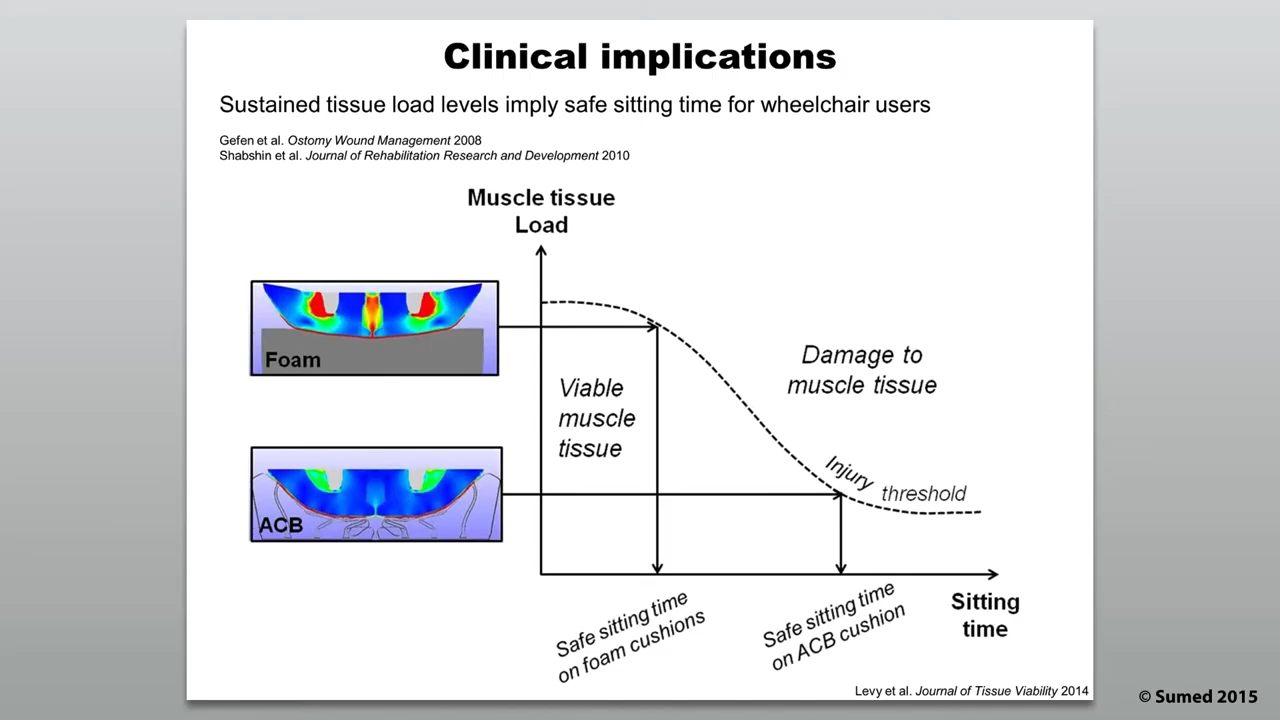 Clinical implications
Sustained tissue load levels imply safe sitting time for wheelchair users
Gefen et al. Ostomy Wound Management 2008
Shabshin et al. Journal of Rehabilitation Research and Development 2010
Muscle tissue
Load
Foam
Viable
muscle
tissue
Damage to
muscle tissue
ACB
Injury threshold
Safe sitting time
on foam cushions
Safe sitting time
on ACB cushion
Sitting
time
Levy et al. Journal of Tissue Viability 2014
© Sumed 2015